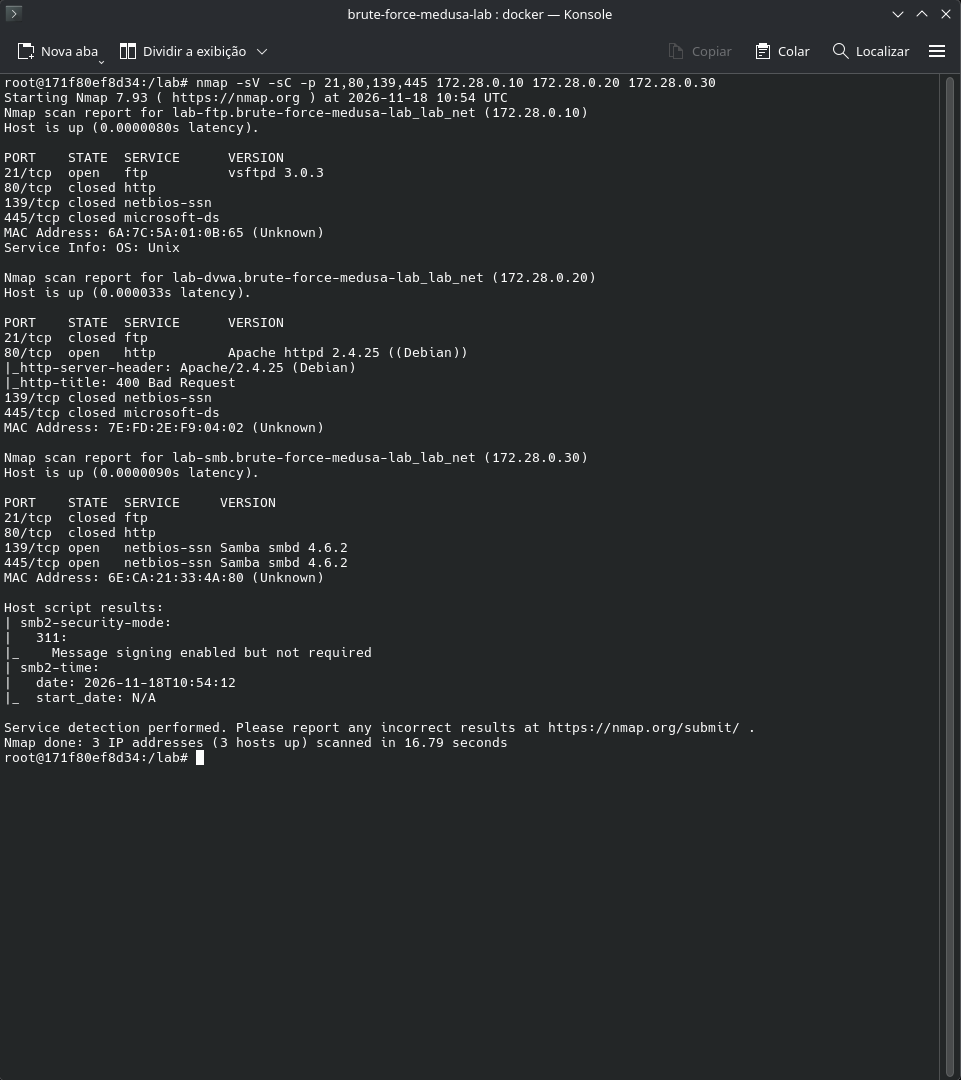 brute-force-medusa-lab : docker — Konsole
Nova aba
Dividir a exibição
Copiar
Colar
Localizar
root@171f80ef8d34:/lab# nmap -sV -sC -p 21,80,139,445 172.28.0.10 172.28.0.20 172.28.0.30
Starting Nmap 7.93 ( https://nmap.org ) at 2026-11-18 10:54 UTC
Nmap scan report for lab-ftp.brute-force-medusa-lab_lab_net (172.28.0.10)
Host is up (0.0000080s latency).
PORT    STATE  SERVICE      VERSION
21/tcp  open   ftp          vsftpd 3.0.3
80/tcp  closed http
139/tcp closed netbios-ssn
445/tcp closed microsoft-ds
MAC Address: 6A:7C:5A:01:0B:65 (Unknown)
Service Info: OS: Unix
Nmap scan report for lab-dvwa.brute-force-medusa-lab_lab_net (172.28.0.20)
Host is up (0.000033s latency).
PORT    STATE  SERVICE      VERSION
21/tcp  closed ftp
80/tcp  open   http         Apache httpd 2.4.25 ((Debian))
|_http-server-header: Apache/2.4.25 (Debian)
|_http-title: 400 Bad Request
139/tcp closed netbios-ssn
445/tcp closed microsoft-ds
MAC Address: 7E:FD:2E:F9:04:02 (Unknown)
Nmap scan report for lab-smb.brute-force-medusa-lab_lab_net (172.28.0.30)
Host is up (0.0000090s latency).
PORT    STATE  SERVICE     VERSION
21/tcp  closed ftp
80/tcp  closed http
139/tcp open   netbios-ssn Samba smbd 4.6.2
445/tcp open   netbios-ssn Samba smbd 4.6.2
MAC Address: 6E:CA:21:33:4A:80 (Unknown)
Host script results:
| smb2-security-mode:
|   311:
|_    Message signing enabled but not required
| smb2-time:
|   date: 2026-11-18T10:54:12
|_  start_date: N/A
Service detection performed. Please report any incorrect results at https://nmap.org/submit/ .
Nmap done: 3 IP addresses (3 hosts up) scanned in 16.79 seconds
root@171f80ef8d34:/lab#